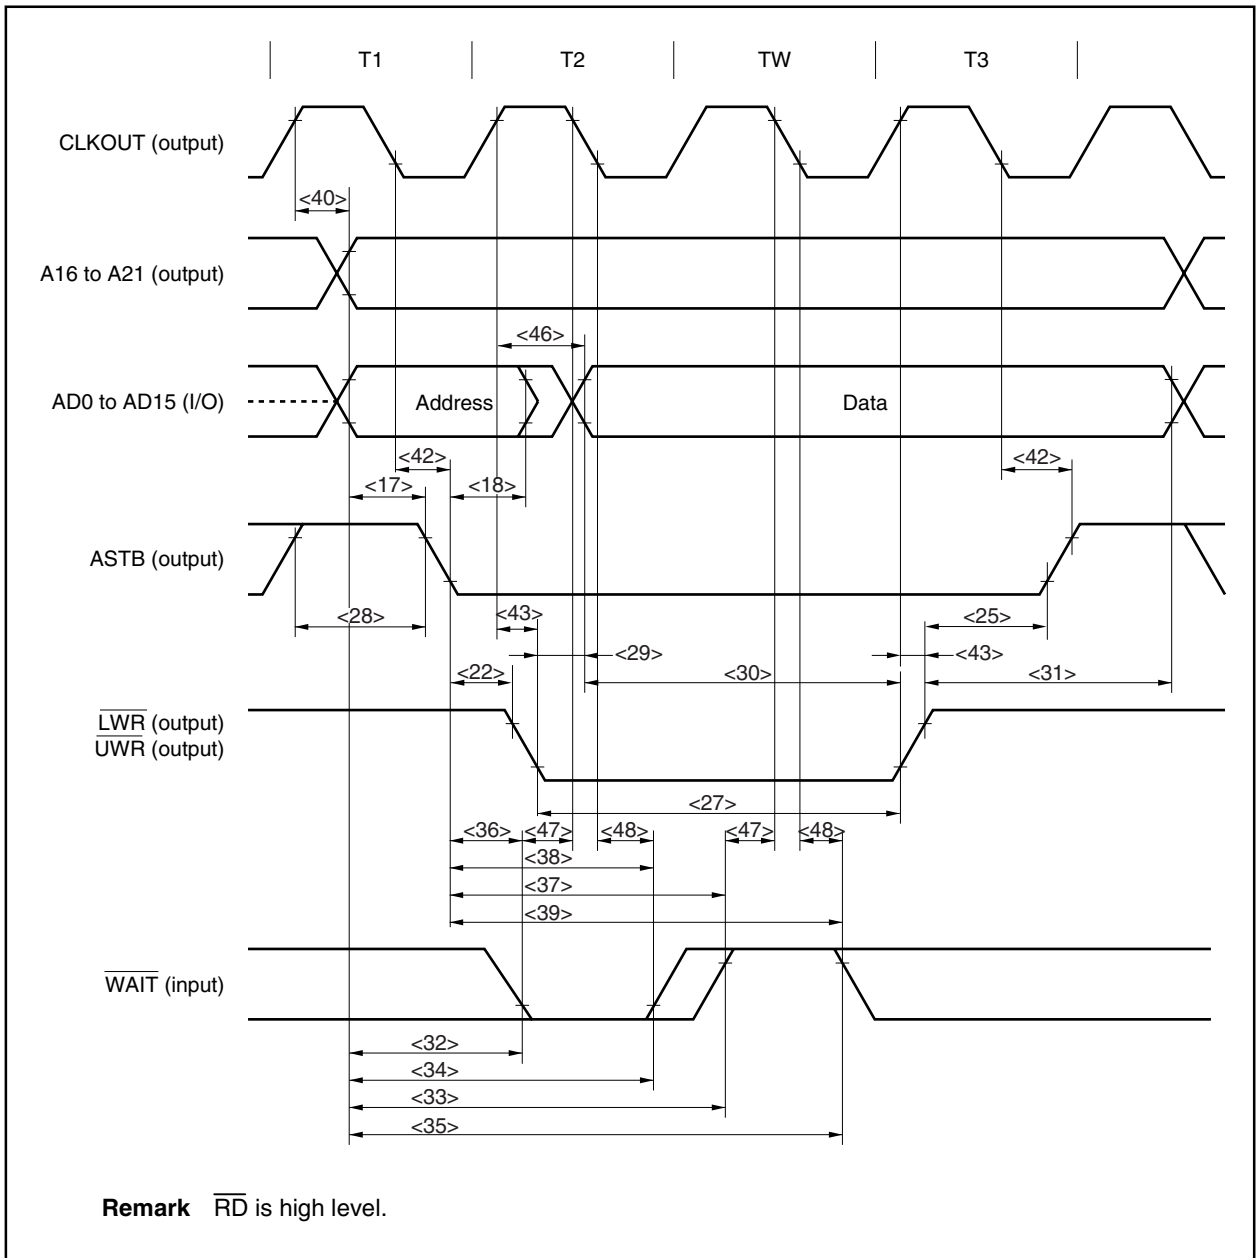 T1 T2 TW T3
CLKOUT (output)
<40>
A16 to A21 (output)
<46>
AD0 to AD15 (I/O) Address Data
<42> <42>
<17> <18>
ASTB (output)
<28> <43> <25>
<29> <43>
<22> <30> <31>
LWR (output)
UWR (output)
<27>
<36> <47> <48> <47> <48>
<38>
<37>
<39>
WAIT (input)
<32>
<34>
<33>
<35>
Remark RD is high level.